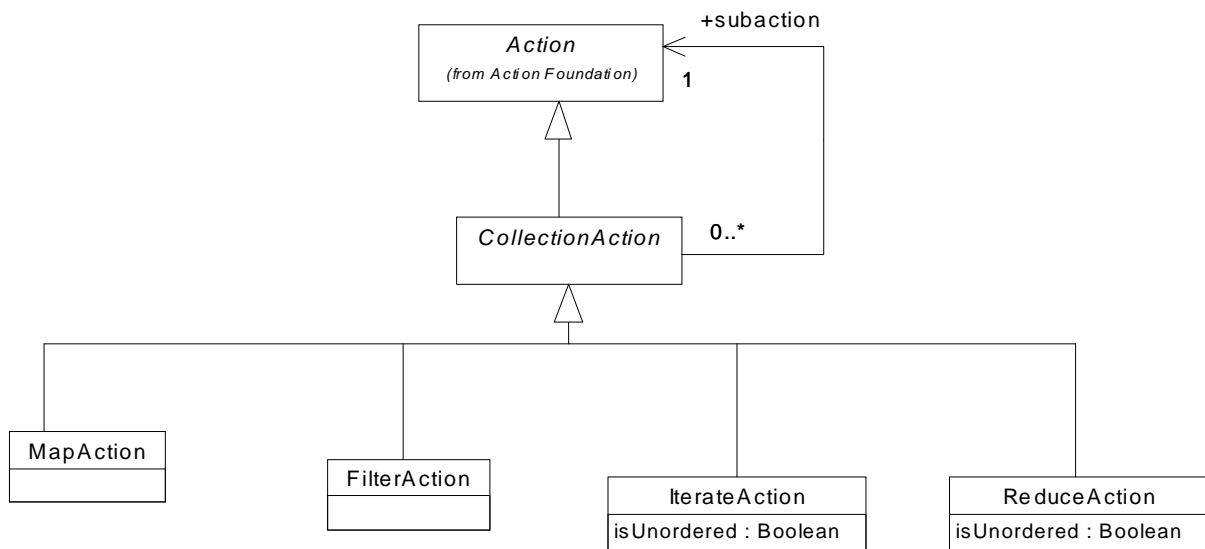 +subaction
Action
(from Action Foundation)
1
CollectionAction
0..*
MapAction
FilterAction
IterateAction
isUnordered : Boolean
ReduceAction
isUnordered : Boolean